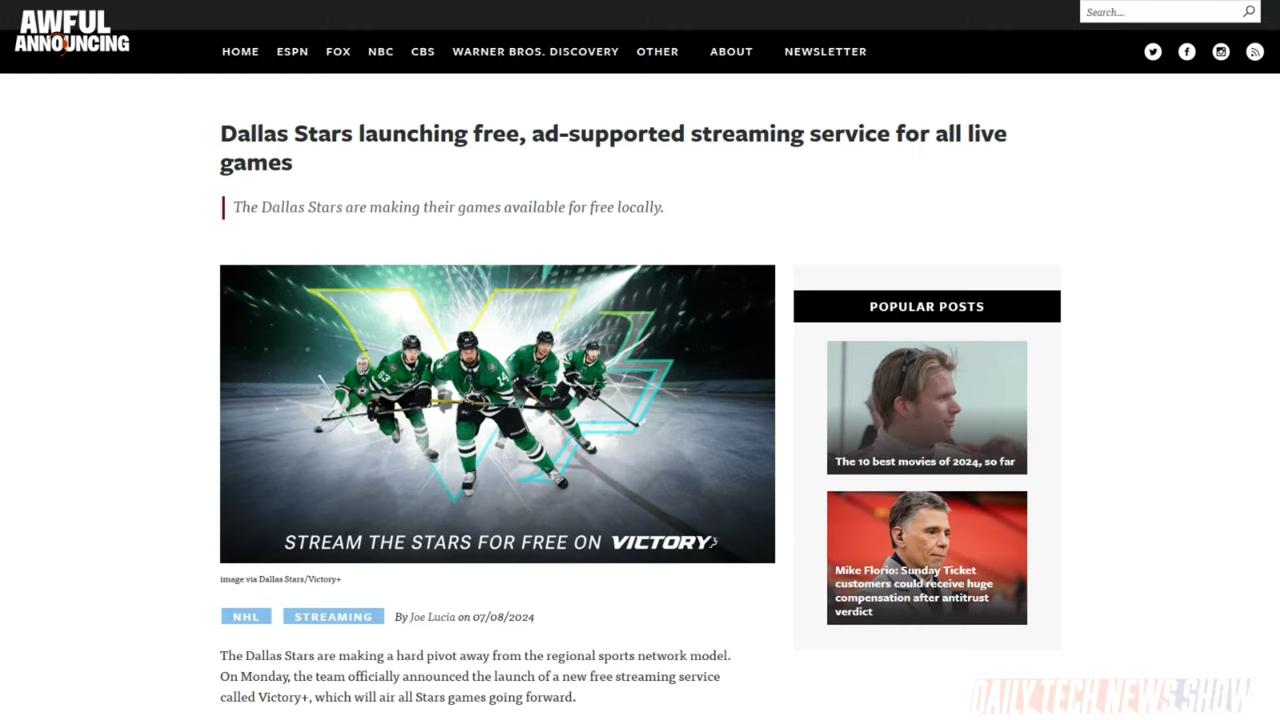 AWFUL
ANNOUNCING
Search...
HOME ESPN FOX NBC CBS WARNER BROS. DISCOVERY OTHER ABOUT NEWSLETTER
Dallas Stars launching free, ad-supported streaming service for all live
games
The Dallas Stars are making their games available for free locally.
STREAM THE STARS FOR FREE ON VICTORY+
image via Dallas Stars/Victory+
NHL STREAMING By Joe Lucia on 07/08/2024
The Dallas Stars are making a hard pivot away from the regional sports network model.
On Monday, the team officially announced the launch of a new free streaming service
called Victory+, which will air all Stars games going forward.
POPULAR POSTS
The 10 best movies of 2024, so far
Mike Florio: Sunday Ticket
customers could receive huge
compensation after antitrust
verdict
DAILY TECH NEWS SHOW